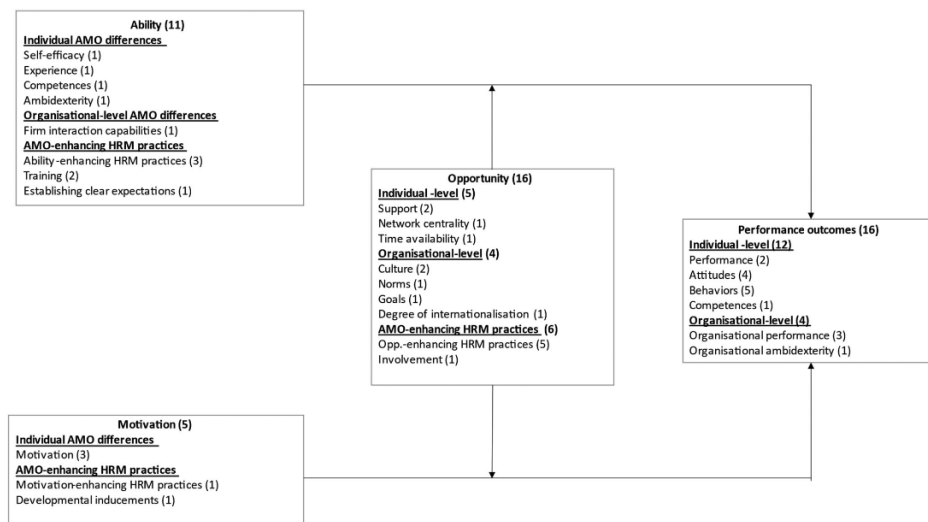 Ability (11)
Individual AMO differences
Self-efficacy (1)
Experience (1)
Competences (1)
Ambidexterity (1)
Organisational-level AMO differences
Firm interaction capabilities (1)
AMO-enhancing HRM practices
Ability-enhancing HRM practices (3)
Training (2)
Establishing clear expectations (1)
Opportunity (16)
Individual -level (5)
Support (2)
Network centrality (1)
Time availability (1)
Organisational-level (4)
Culture (2)
Norms (1)
Goals (1)
Degree of internationalisation (1)
AMO-enhancing HRM practices (6)
Opp.-enhancing HRM practices (5)
Involvement (1)
Performance outcomes (16)
Individual -level (12)
Performance (2)
Attitudes (4)
Behaviors (5)
Competences (1)
Organisational-level (4)
Organisational performance (3)
Organisational ambidexterity (1)
Motivation (5)
Individual AMO differences
Motivation (3)
AMO-enhancing HRM practices
Motivation-enhancing HRM practices (1)
Developmental inducements (1)